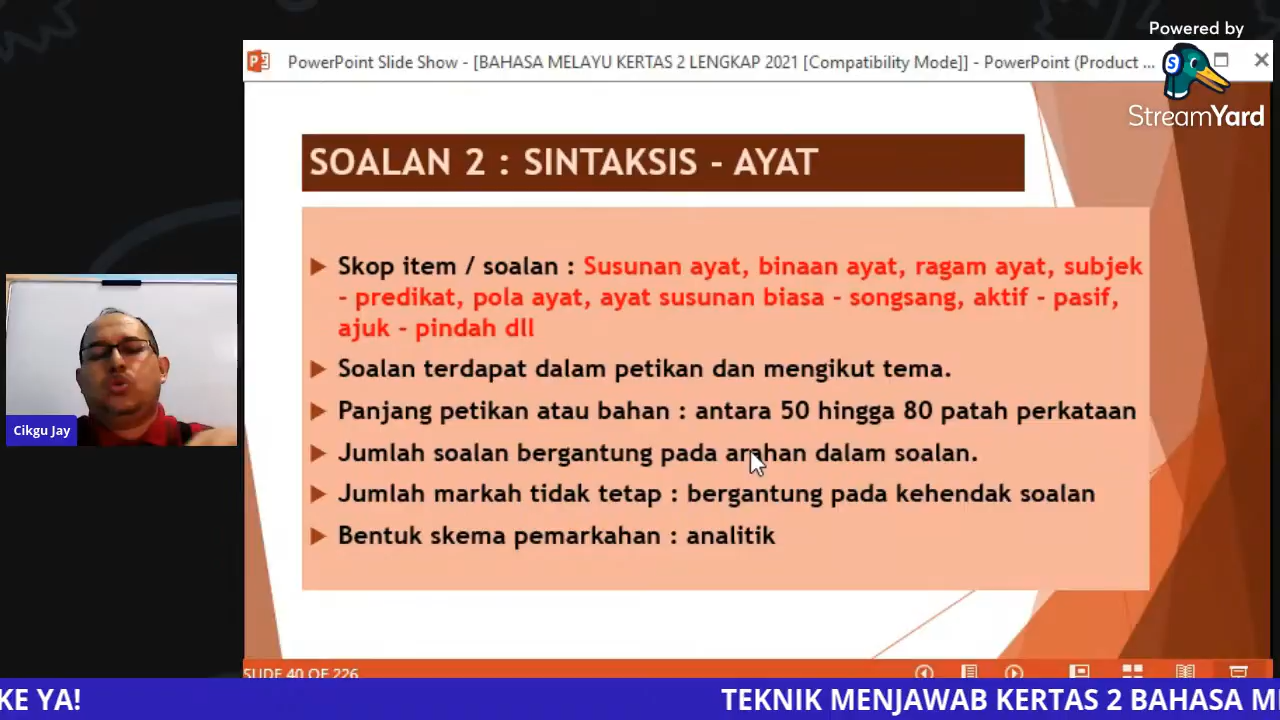 Powered by
PowerPoint Slide Show - [BAHASA MELAYU KERTAS 2 LENGKAP 2021 [Compatibility Mode]] - PowerPoint (Product ...
StreamYard
SOALAN 2 : SINTAKSIS - AYAT
Skop item / soalan : Susunan ayat, binaan ayat, ragam ayat, subjek
- predikat, pola ayat, ayat susunan biasa - songsang, aktif - pasif,
ajuk - pindah dll
Soalan terdapat dalam petikan dan mengikut tema.
Panjang petikan atau bahan : antara 50 hingga 80 patah perkataan
Jumlah soalan bergantung pada arahan dalam soalan.
Jumlah markah tidak tetap : bergantung pada kehendak soalan
Bentuk skema pemarkahan : analitik
Cikgu Jay
SLIDE 40 OF 226
KE YA!
TEKNIK MENJAWAB KERTAS 2 BAHASA